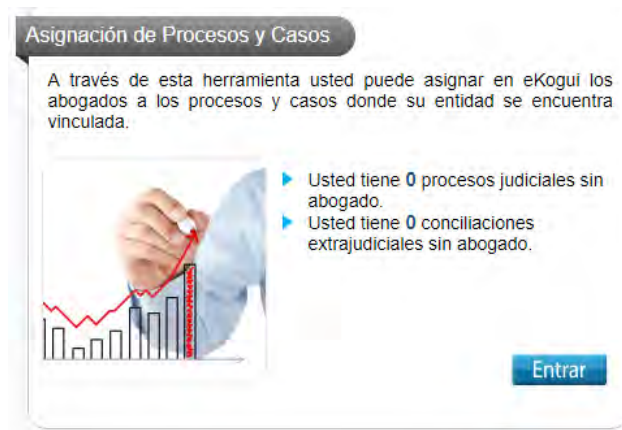 Asignación de Procesos y Casos
A través de esta herramienta usted puede asignar en eKogui los
abogados a los procesos y casos donde su entidad se encuentra
vinculada.
Usted tiene 0 procesos judiciales sin
abogado.
Usted tiene 0 conciliaciones
extrajudiciales sin abogado.
Entrar